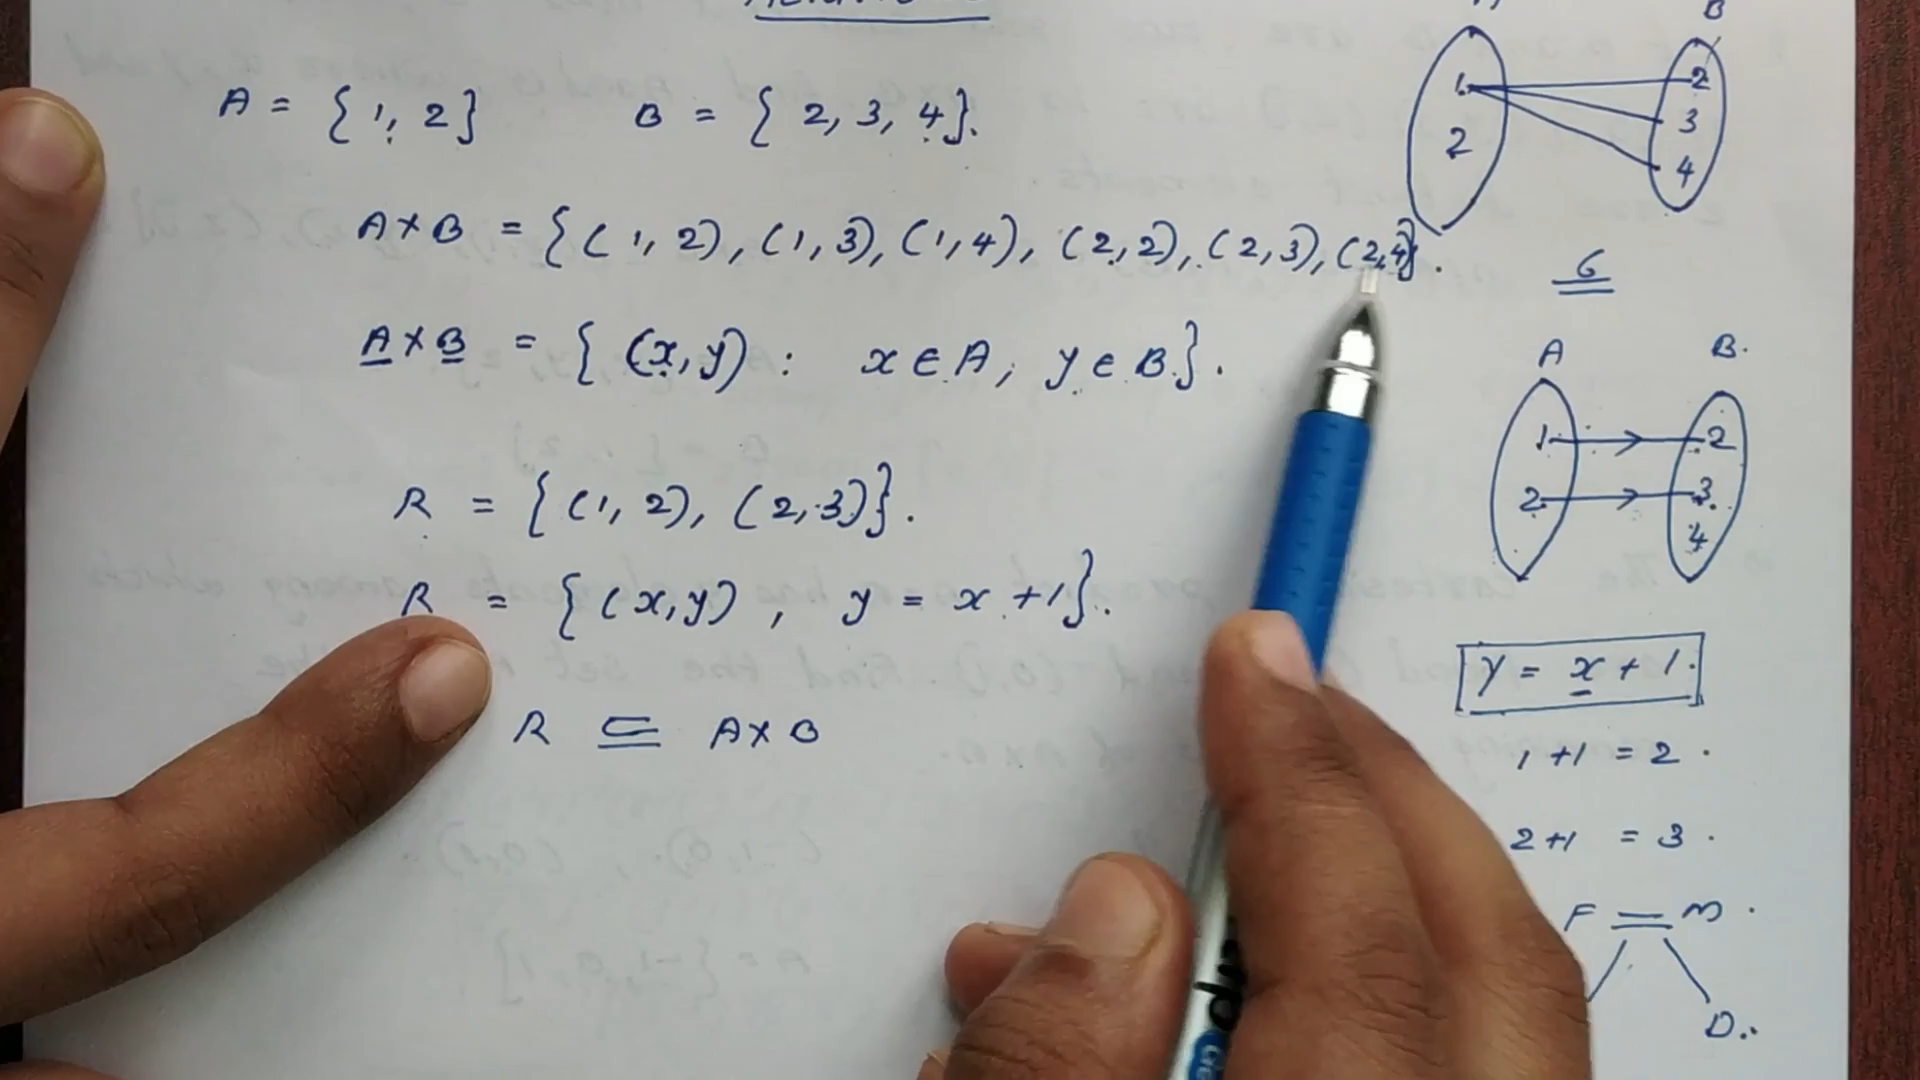 A = { 1, 2 }    B = { 2, 3, 4 }.
A × B = { ( 1, 2 ), ( 1, 3 ), ( 1, 4 ), ( 2, 2 ), ( 2, 3 ), ( 2, 4 }.
A × B = { (x, y) : x ∈ A, y ∈ B }.
R = { ( 1, 2 ), ( 2, 3 ) }.
R = { ( x, y ) , y = x + 1 }.
R ⊆ A × B
B
1 2
2 3
4
6
A B.
1 2
2 3.
4
y = x + 1.
1 + 1 = 2 .
2 + 1 = 3 .
F = M .
D.